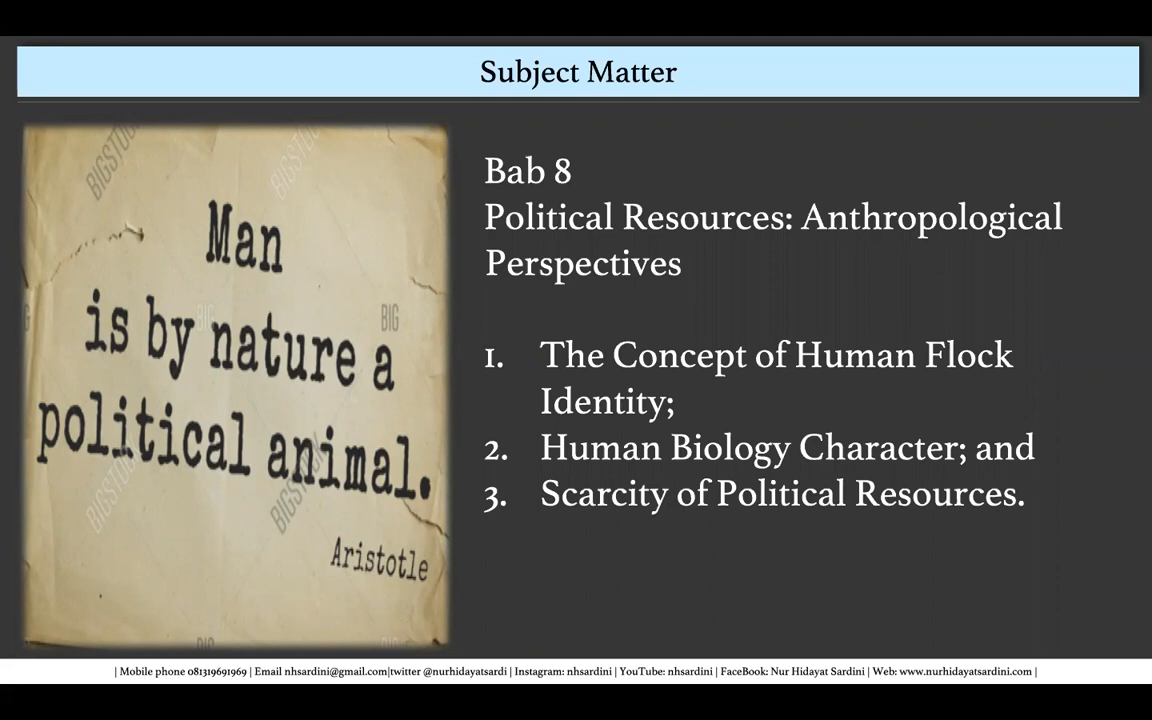 Subject Matter
Man
is by nature a
political animal.
Aristotle
BIGSTOCK
BIG
Bab 8
Political Resources: Anthropological
Perspectives
1. The Concept of Human Flock
Identity;
2. Human Biology Character; and
3. Scarcity of Political Resources.
| Mobile phone 081319691969 | Email nhsardini@gmail.com|twitter @nurhidayatsardi | Instagram: nhsardini | YouTube: nhsardini | FaceBook: Nur Hidayat Sardini | Web: www.nurhidayatsardini.com |